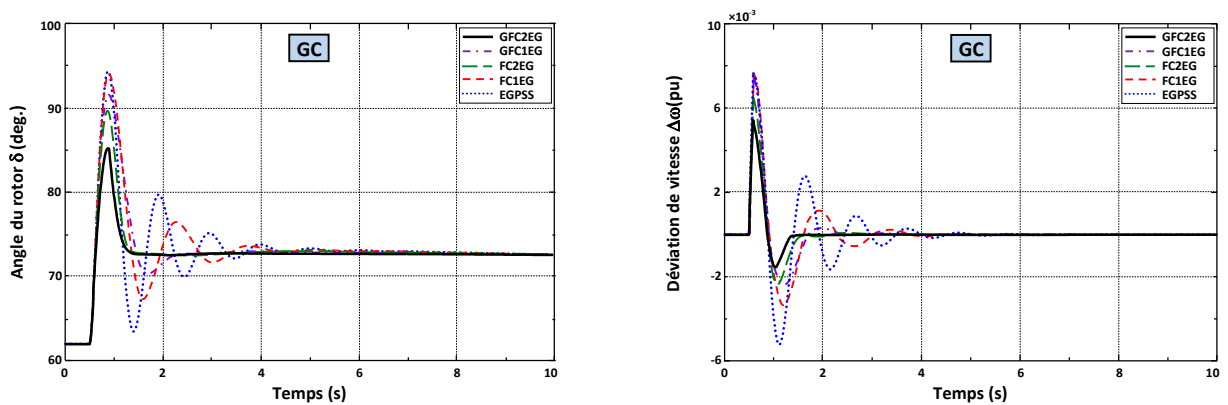 GC
GFC2EG
GFC1EG
FC2EG
FC1EG
EGPSS
Angle du rotor δ (deg.)
100
90
80
70
60
0
2
4
6
8
10
Temps (s)
×10⁻³
GC
GFC2EG
GFC1EG
FC2EG
FC1EG
EGPSS
Déviation de vitesse Δω(pu)
10
6
2
-2
-6
0
2
4
6
8
10
Temps (s)